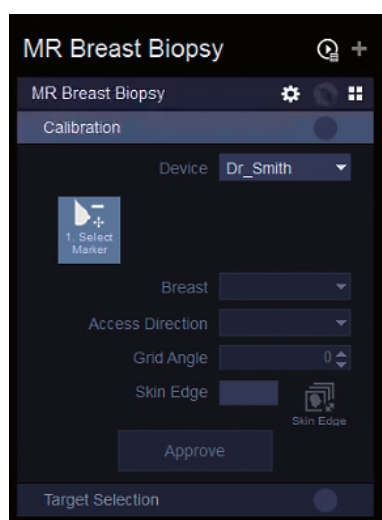 MR Breast Biopsy
MR Breast Biopsy
Calibration
Device Dr_Smith
1. Select
Marker
Breast
Access Direction
Grid Angle 0
Skin Edge
Skin Edge
Approve
Target Selection